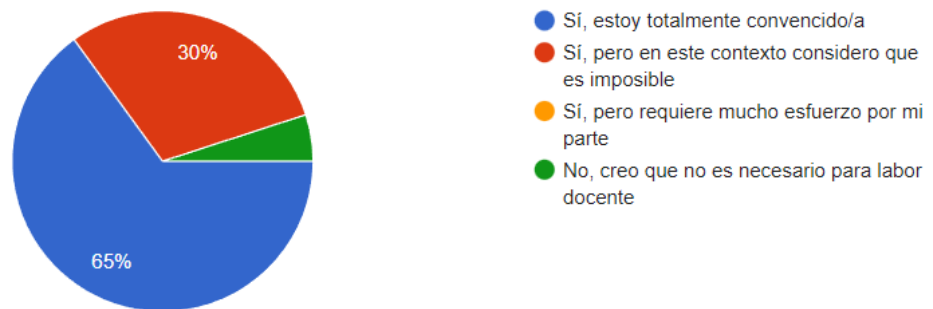 30%
65%
Sí, estoy totalmente convencido/a
Sí, pero en este contexto considero que
es imposible
Sí, pero requiere mucho esfuerzo por mi
parte
No, creo que no es necesario para labor
docente